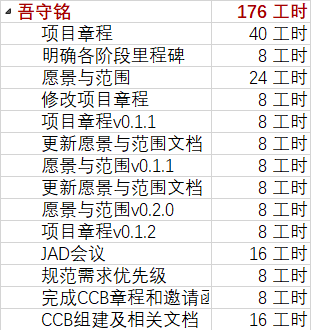 吾守铭 176 工时
项目章程 40 工时
明确各阶段里程碑 8 工时
愿景与范围 24 工时
修改项目章程 8 工时
项目章程v0.1.1 8 工时
更新愿景与范围文档 8 工时
愿景与范围v0.1.1 8 工时
更新愿景与范围文档 8 工时
愿景与范围v0.2.0 8 工时
项目章程v0.1.2 8 工时
JAD会议 16 工时
规范需求优先级 8 工时
完成CCB章程和邀请函 8 工时
CCB组建及相关文档 16 工时